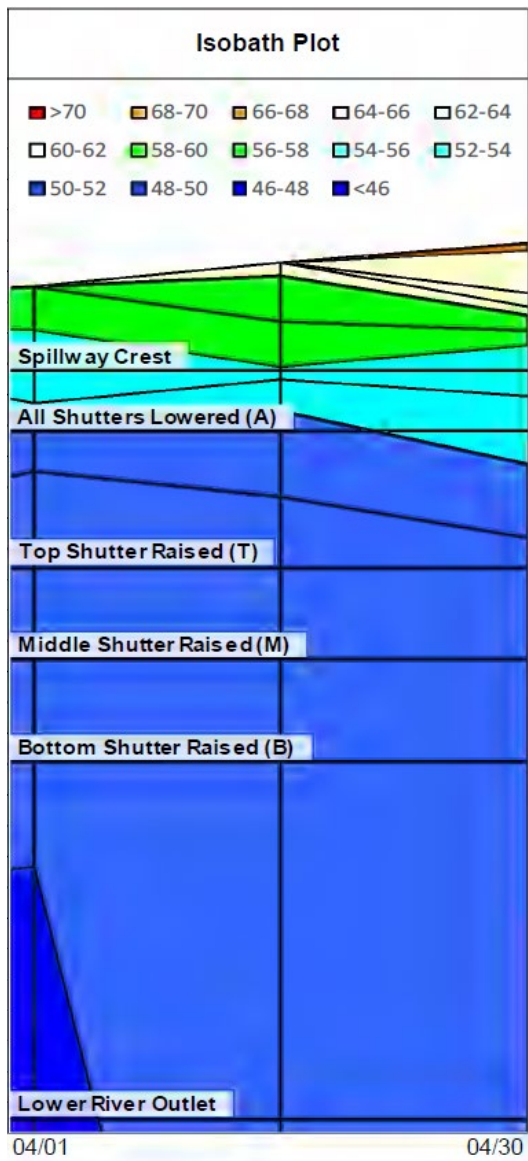 Isobath Plot
>70 68-70 66-68 64-66 62-64
60-62 58-60 56-58 54-56 52-54
50-52 48-50 46-48 <46
Spillway Crest
All Shutters Lowered (A)
Top Shutter Raised (T)
Middle Shutter Raised (M)
Bottom Shutter Raised (B)
Lower River Outlet
04/01 04/30